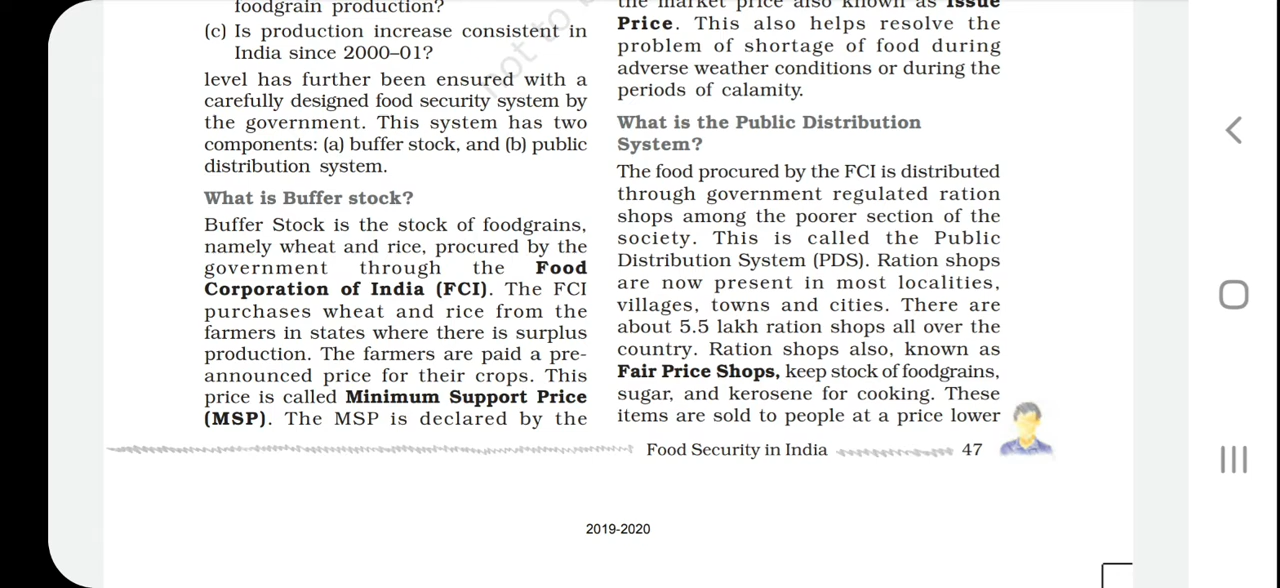 foodgrain production?
(c) Is production increase consistent in
India since 2000–01?
level has further been ensured with a
carefully designed food security system by
the government. This system has two
components: (a) buffer stock, and (b) public
distribution system.
What is Buffer stock?
Buffer Stock is the stock of foodgrains,
namely wheat and rice, procured by the
government through the Food
Corporation of India (FCI). The FCI
purchases wheat and rice from the
farmers in states where there is surplus
production. The farmers are paid a pre-
announced price for their crops. This
price is called Minimum Support Price
(MSP). The MSP is declared by the
the market price also known as Issue
Price. This also helps resolve the
problem of shortage of food during
adverse weather conditions or during the
periods of calamity.
What is the Public Distribution
System?
The food procured by the FCI is distributed
through government regulated ration
shops among the poorer section of the
society. This is called the Public
Distribution System (PDS). Ration shops
are now present in most localities,
villages, towns and cities. There are
about 5.5 lakh ration shops all over the
country. Ration shops also, known as
Fair Price Shops, keep stock of foodgrains,
sugar, and kerosene for cooking. These
items are sold to people at a price lower
Food Security in India 47
2019-2020
not to